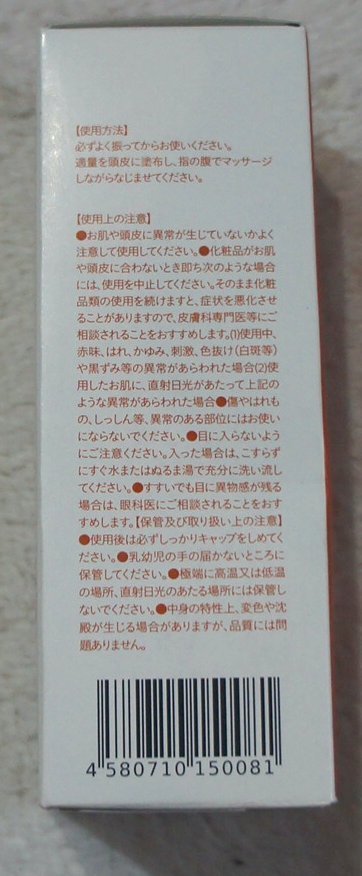 【使用方法】
必ずよく振ってからお使いください。
適量を頭皮に塗布し、指の腹でマッサージ
しながらなじませてください。
【使用上の注意】
●お肌や頭皮に異常が生じていないかよく
注意して使用してください。●化粧品がお肌
や頭皮に合わないとき即ち次のような場合
には、使用を中止してください。そのまま化粧
品類の使用を続けますと、症状を悪化させ
ることがありますので、皮膚科専門医等にご
相談されることをおすすめします。(1)使用中、
赤味、はれ、かゆみ、刺激、色抜け(白斑等)
や黒ずみ等の異常があらわれた場合(2)使
用したお肌に、直射日光があたって上記の
ような異常があらわれた場合●傷やはれも
の、しっしん等、異常のある部位にはお使い
にならないでください。●目に入らないよう
にご注意ください。入った場合は、こすらず
にすぐ水またはぬるま湯で充分に洗い流し
てください。●すすいでも目に異物感が残る
場合は、眼科医にご相談されることをおす
すめします。【保管及び取り扱い上の注意】
●使用後は必ずしっかりキャップをしめてく
ださい。●乳幼児の手の届かないところに
保管してください。●極端に高温又は低温
の場所、直射日光のあたる場所には保管し
ないでください。●中身の特性上、変色や沈
殿が生じる場合がありますが、品質には問
題ありません。
4 580710 150081